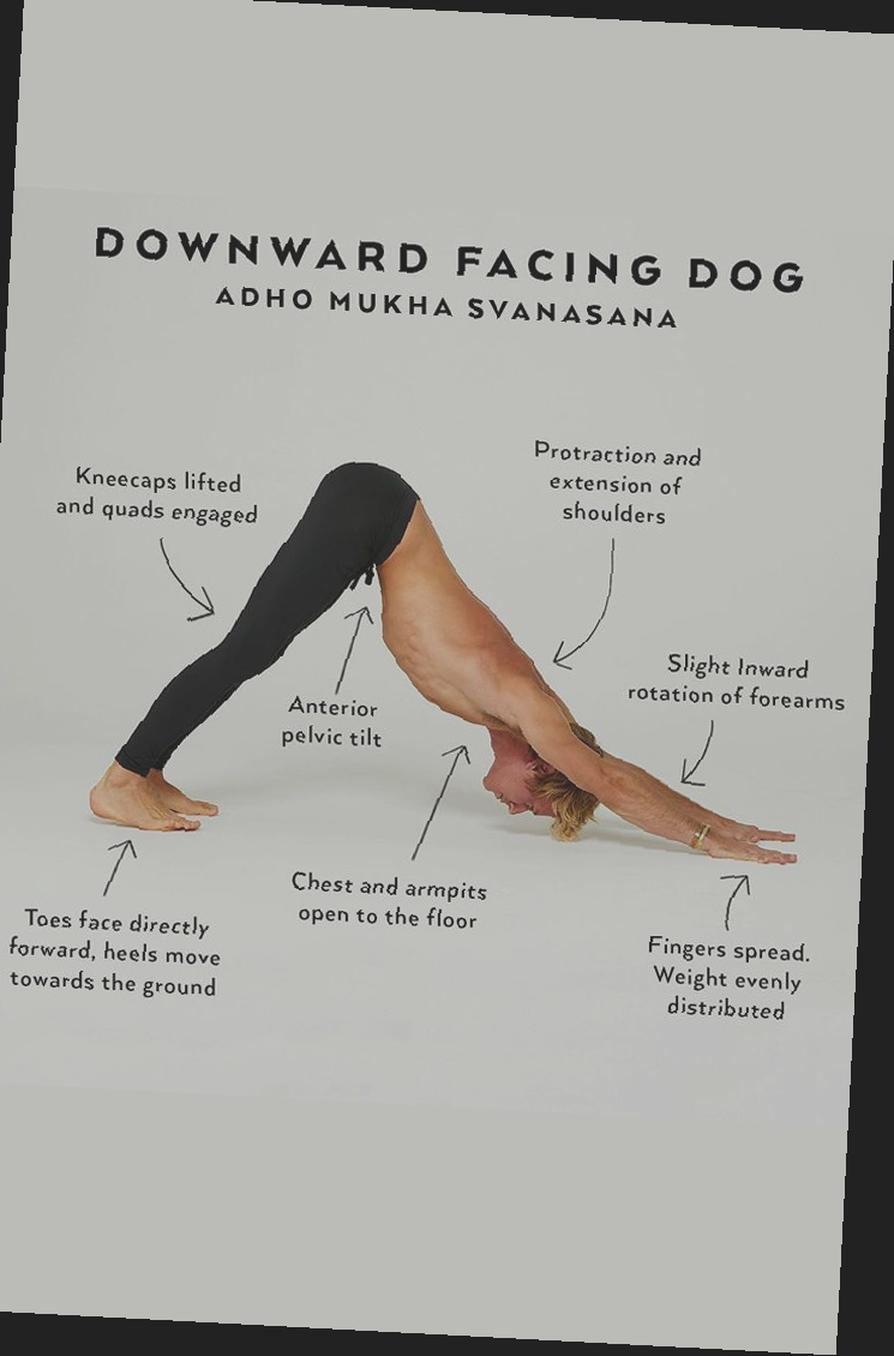 DOWNWARD FACING DOG
ADHO MUKHA SVANASANA
Kneecaps lifted
and quads engaged
Protraction and
extension of
shoulders
Slight Inward
rotation of forearms
Anterior
pelvic tilt
Chest and armpits
open to the floor
Toes face directly
forward, heels move
towards the ground
Fingers spread.
Weight evenly
distributed